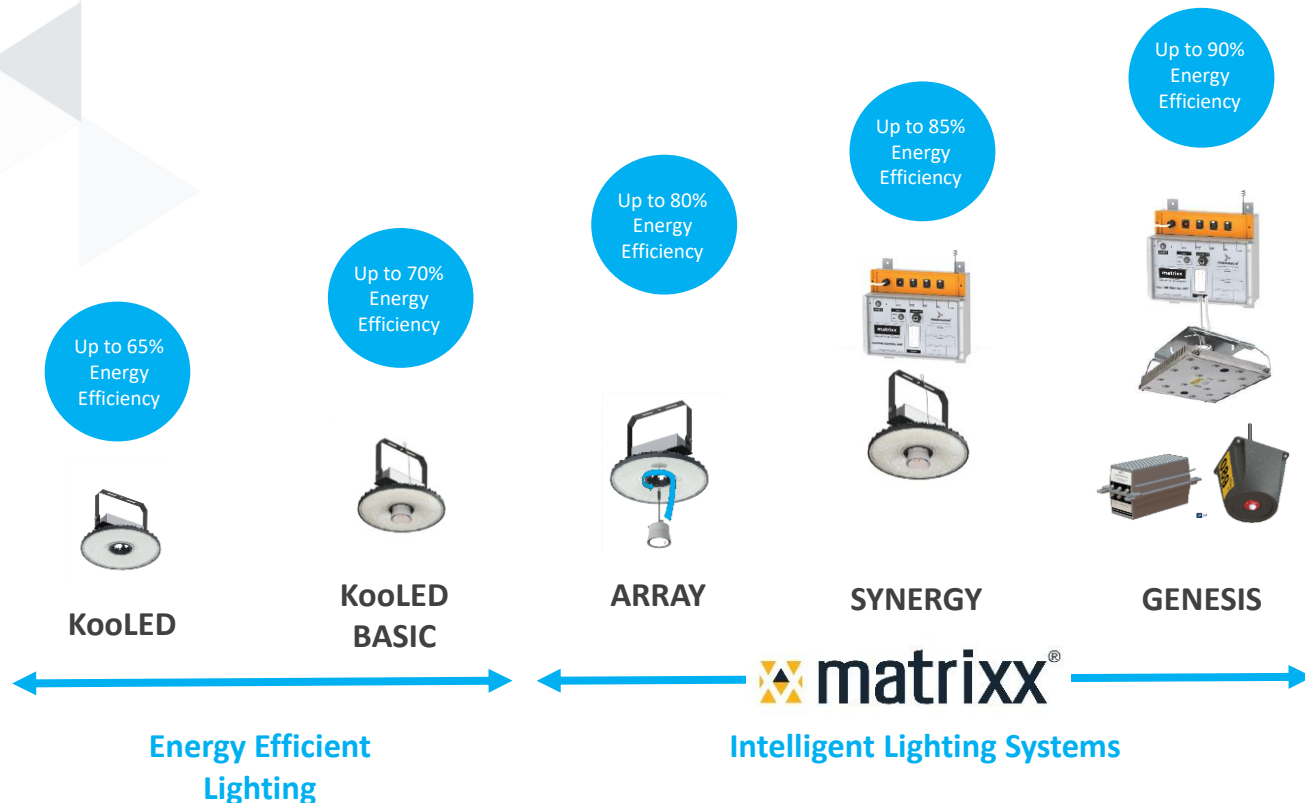 Up to 90%
Energy
Efficiency
Up to 85%
Energy
Efficiency
Up to 80%
Energy
Efficiency
Up to 70%
Energy
Efficiency
Up to 65%
Energy
Efficiency
matrixx
matrixx
KooLED
KooLED
BASIC
ARRAY
SYNERGY
GENESIS
matrixx®
Energy Efficient
Lighting
Intelligent Lighting Systems